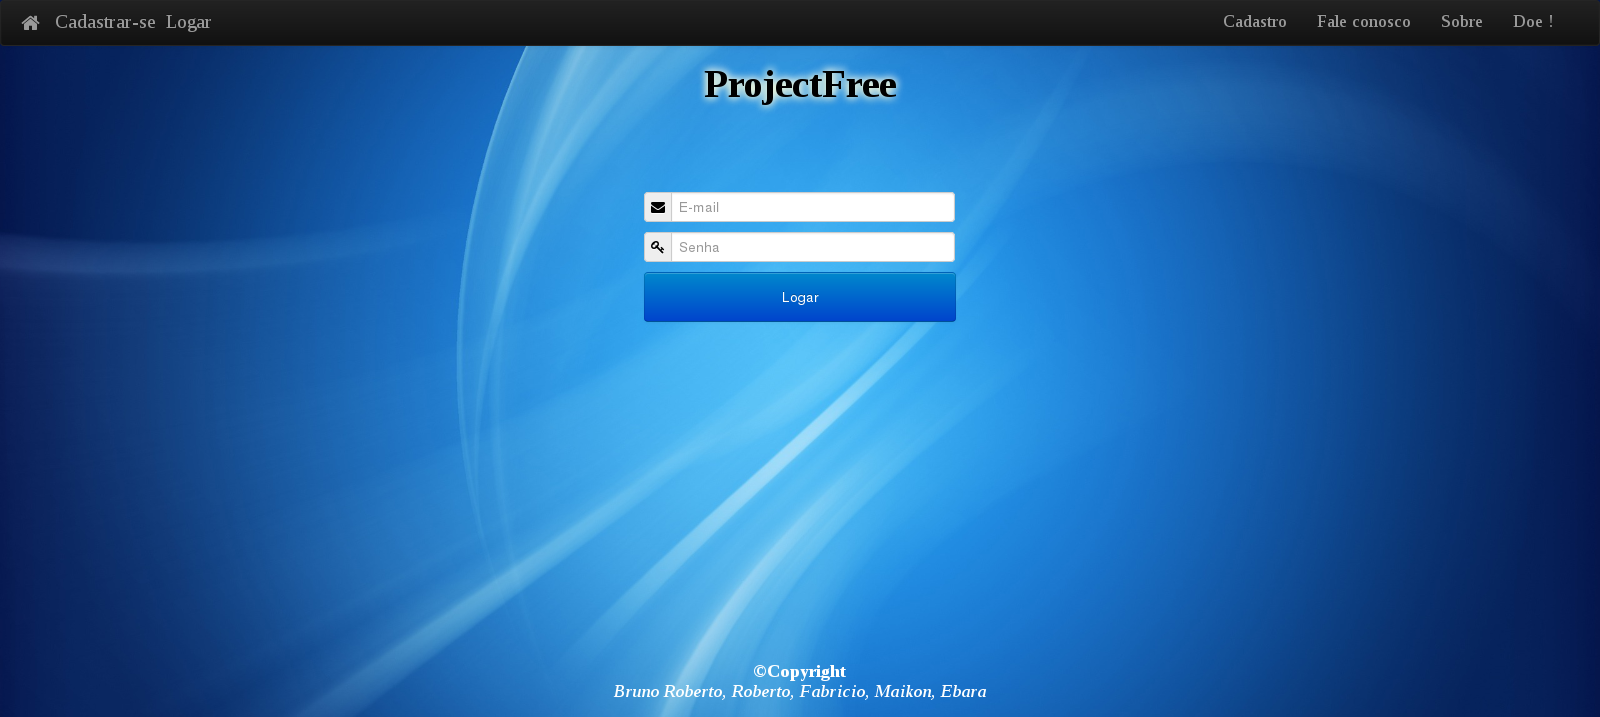 Cadastrar-se Logar Cadastro Fale conosco Sobre Doe !
ProjectFree
E-mail
Senha
Logar
©Copyright
Bruno Roberto, Roberto, Fabricio, Maikon, Ebara